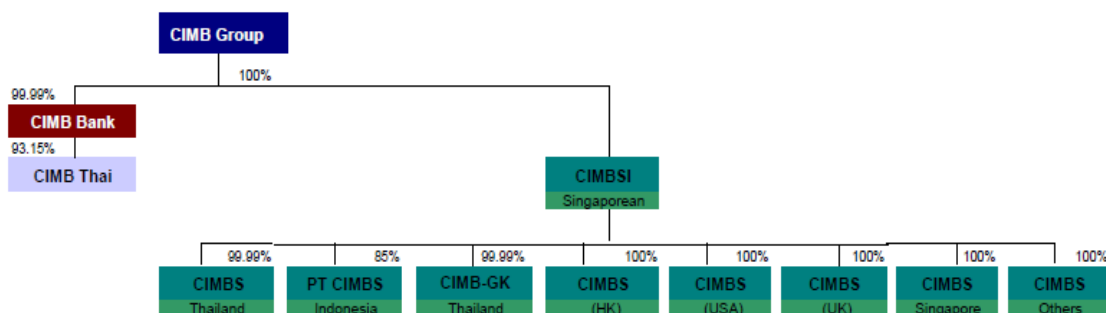 CIMB Group
100%
99.99%
CIMB Bank
93.15%
CIMB Thai
CIMBSI
Singaporean
99.99% 85% 99.99% 100% 100% 100% 100% 100%
CIMBS PT CIMBS CIMB-GK CIMBS CIMBS CIMBS CIMBS CIMBS
Thailand Indonesia Thailand (HK) (USA) (UK) Singapore Others